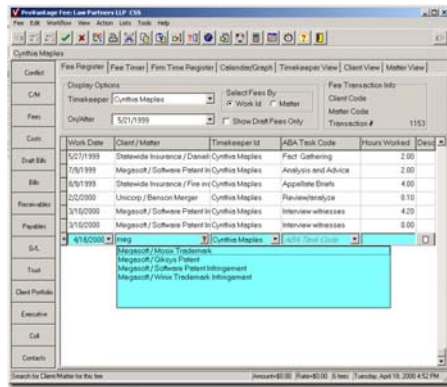 ProVantage Fee: Law Partners LLP CSS
Fee Edit Workflow View Action Lists Tools Help
Cynthia Maples
Conflict
C/M
Fees
Costs
Draft Bills
Bills
Receivables
Payables
G/L
Trust
Client Portfolio
Executive
Coll
Contacts
Fee Register Fee Timer Firm Time Register Calendar/Graph Timekeeper View Client View Matter View
Display Options
Timekeeper Cynthia Maples
On/After 5/21/1999
Select Fees By
Work Id Matter
Show Draft Fees Only
Fee Transaction Info
Client Code
Matter Code
Transaction # 1153
Work Date Client / Matter Timekeeper Id ABA Task Code Hours Worked Desc
5/27/1999 Statewide Insurance / Daniel Cynthia Maples Fact Gathering 2.00
7/9/1999 Megasoft / Software Patent In Cynthia Maples Analysis and Advice 2.00
8/9/1999 Statewide Insurance / Fire ins Cynthia Maples Appellate Briefs 4.00
2/2/2000 Unicorp / Benson Merger Cynthia Maples Review/analyze 0.10
3/10/2000 Megasoft / Software Patent In Cynthia Maples Interview witnesses 4.20
3/10/2000 Megasoft / Software Patent In Cynthia Maples Interview witnesses 0.00
4/18/2000 meg Cynthia Maples ABA Task Code 0.00
Megasoft / Mosix Trademark
Megasoft / Giksys Patent
Megasoft / Software Patent Infringement
Megasoft / Winix Trademark Infringement
Search for Client/Matter for this fee Amount=$0.00 Rate=$0.00 6 fees Tuesday, April 18, 2000 4:52 PM